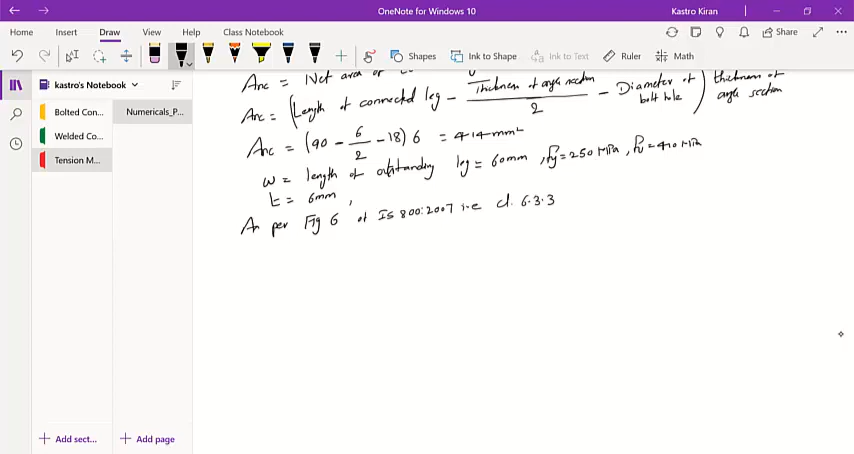 OneNote for Windows 10
Kastro Kiran
Home Insert Draw View Help Class Notebook Share
Shapes Ink to Shape Ink to Text Ruler Math
kastro's Notebook
Bolted Con... Numericals_P...
Welded Co...
Tension M...
Anc = Net area of
Anc = (Length of connected leg - Thickness of angle section / 2 - Diameter of bolt hole) thickness of angle section
Anc = (90 - 6/2 - 18) 6 = 414mm²
w = length of outstanding leg = 60mm, fy = 250 MPa, fu = 410 MPa
t = 6mm,
As per Fig 6 of IS 800:2007 i.e cl. 6.3.3
+ Add sect... + Add page